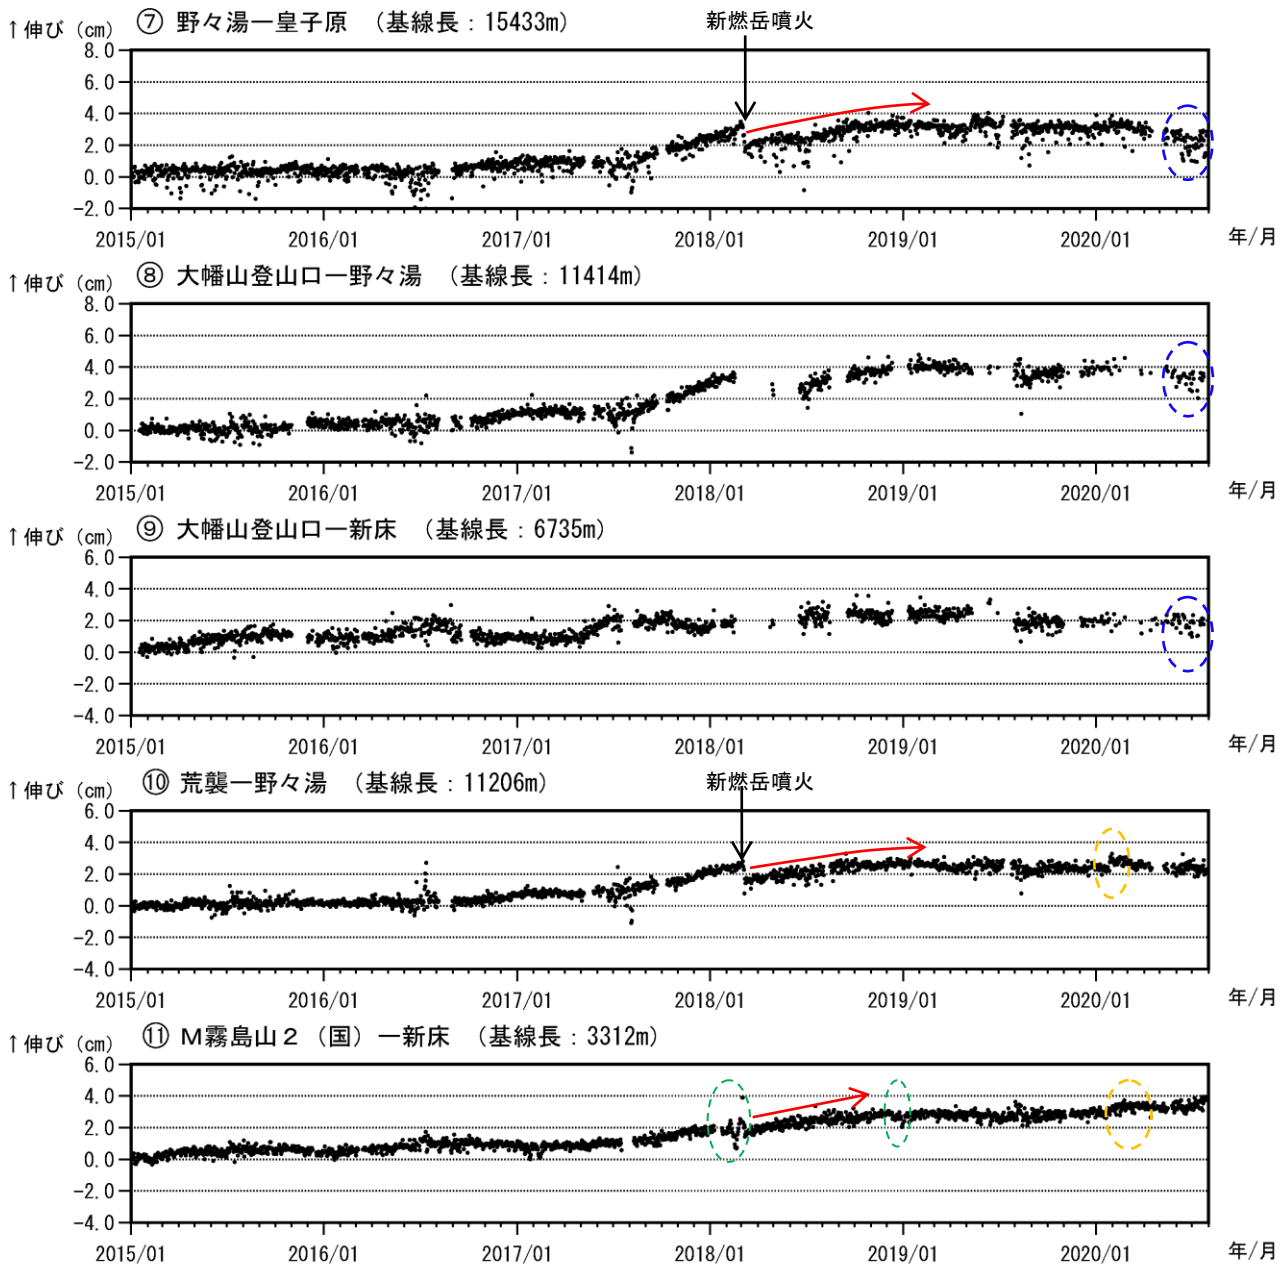 ⑦ 野々湯ー皇子原 （基線長：15433m）
新燃岳噴火
↑伸び（cm）
8.0
6.0
4.0
2.0
0.0
-2.0
2015/01 2016/01 2017/01 2018/01 2019/01 2020/01 年/月
⑧ 大幡山登山口ー野々湯 （基線長：11414m）
↑伸び（cm）
8.0
6.0
4.0
2.0
0.0
-2.0
2015/01 2016/01 2017/01 2018/01 2019/01 2020/01 年/月
⑨ 大幡山登山口ー新床 （基線長：6735m）
↑伸び（cm）
6.0
4.0
2.0
0.0
-2.0
-4.0
2015/01 2016/01 2017/01 2018/01 2019/01 2020/01 年/月
⑩ 荒襲ー野々湯 （基線長：11206m）
新燃岳噴火
↑伸び（cm）
6.0
4.0
2.0
0.0
-2.0
-4.0
2015/01 2016/01 2017/01 2018/01 2019/01 2020/01 年/月
⑪ Ｍ霧島山２（国）ー新床 （基線長：3312m）
↑伸び（cm）
6.0
4.0
2.0
0.0
-2.0
-4.0
2015/01 2016/01 2017/01 2018/01 2019/01 2020/01 年/月